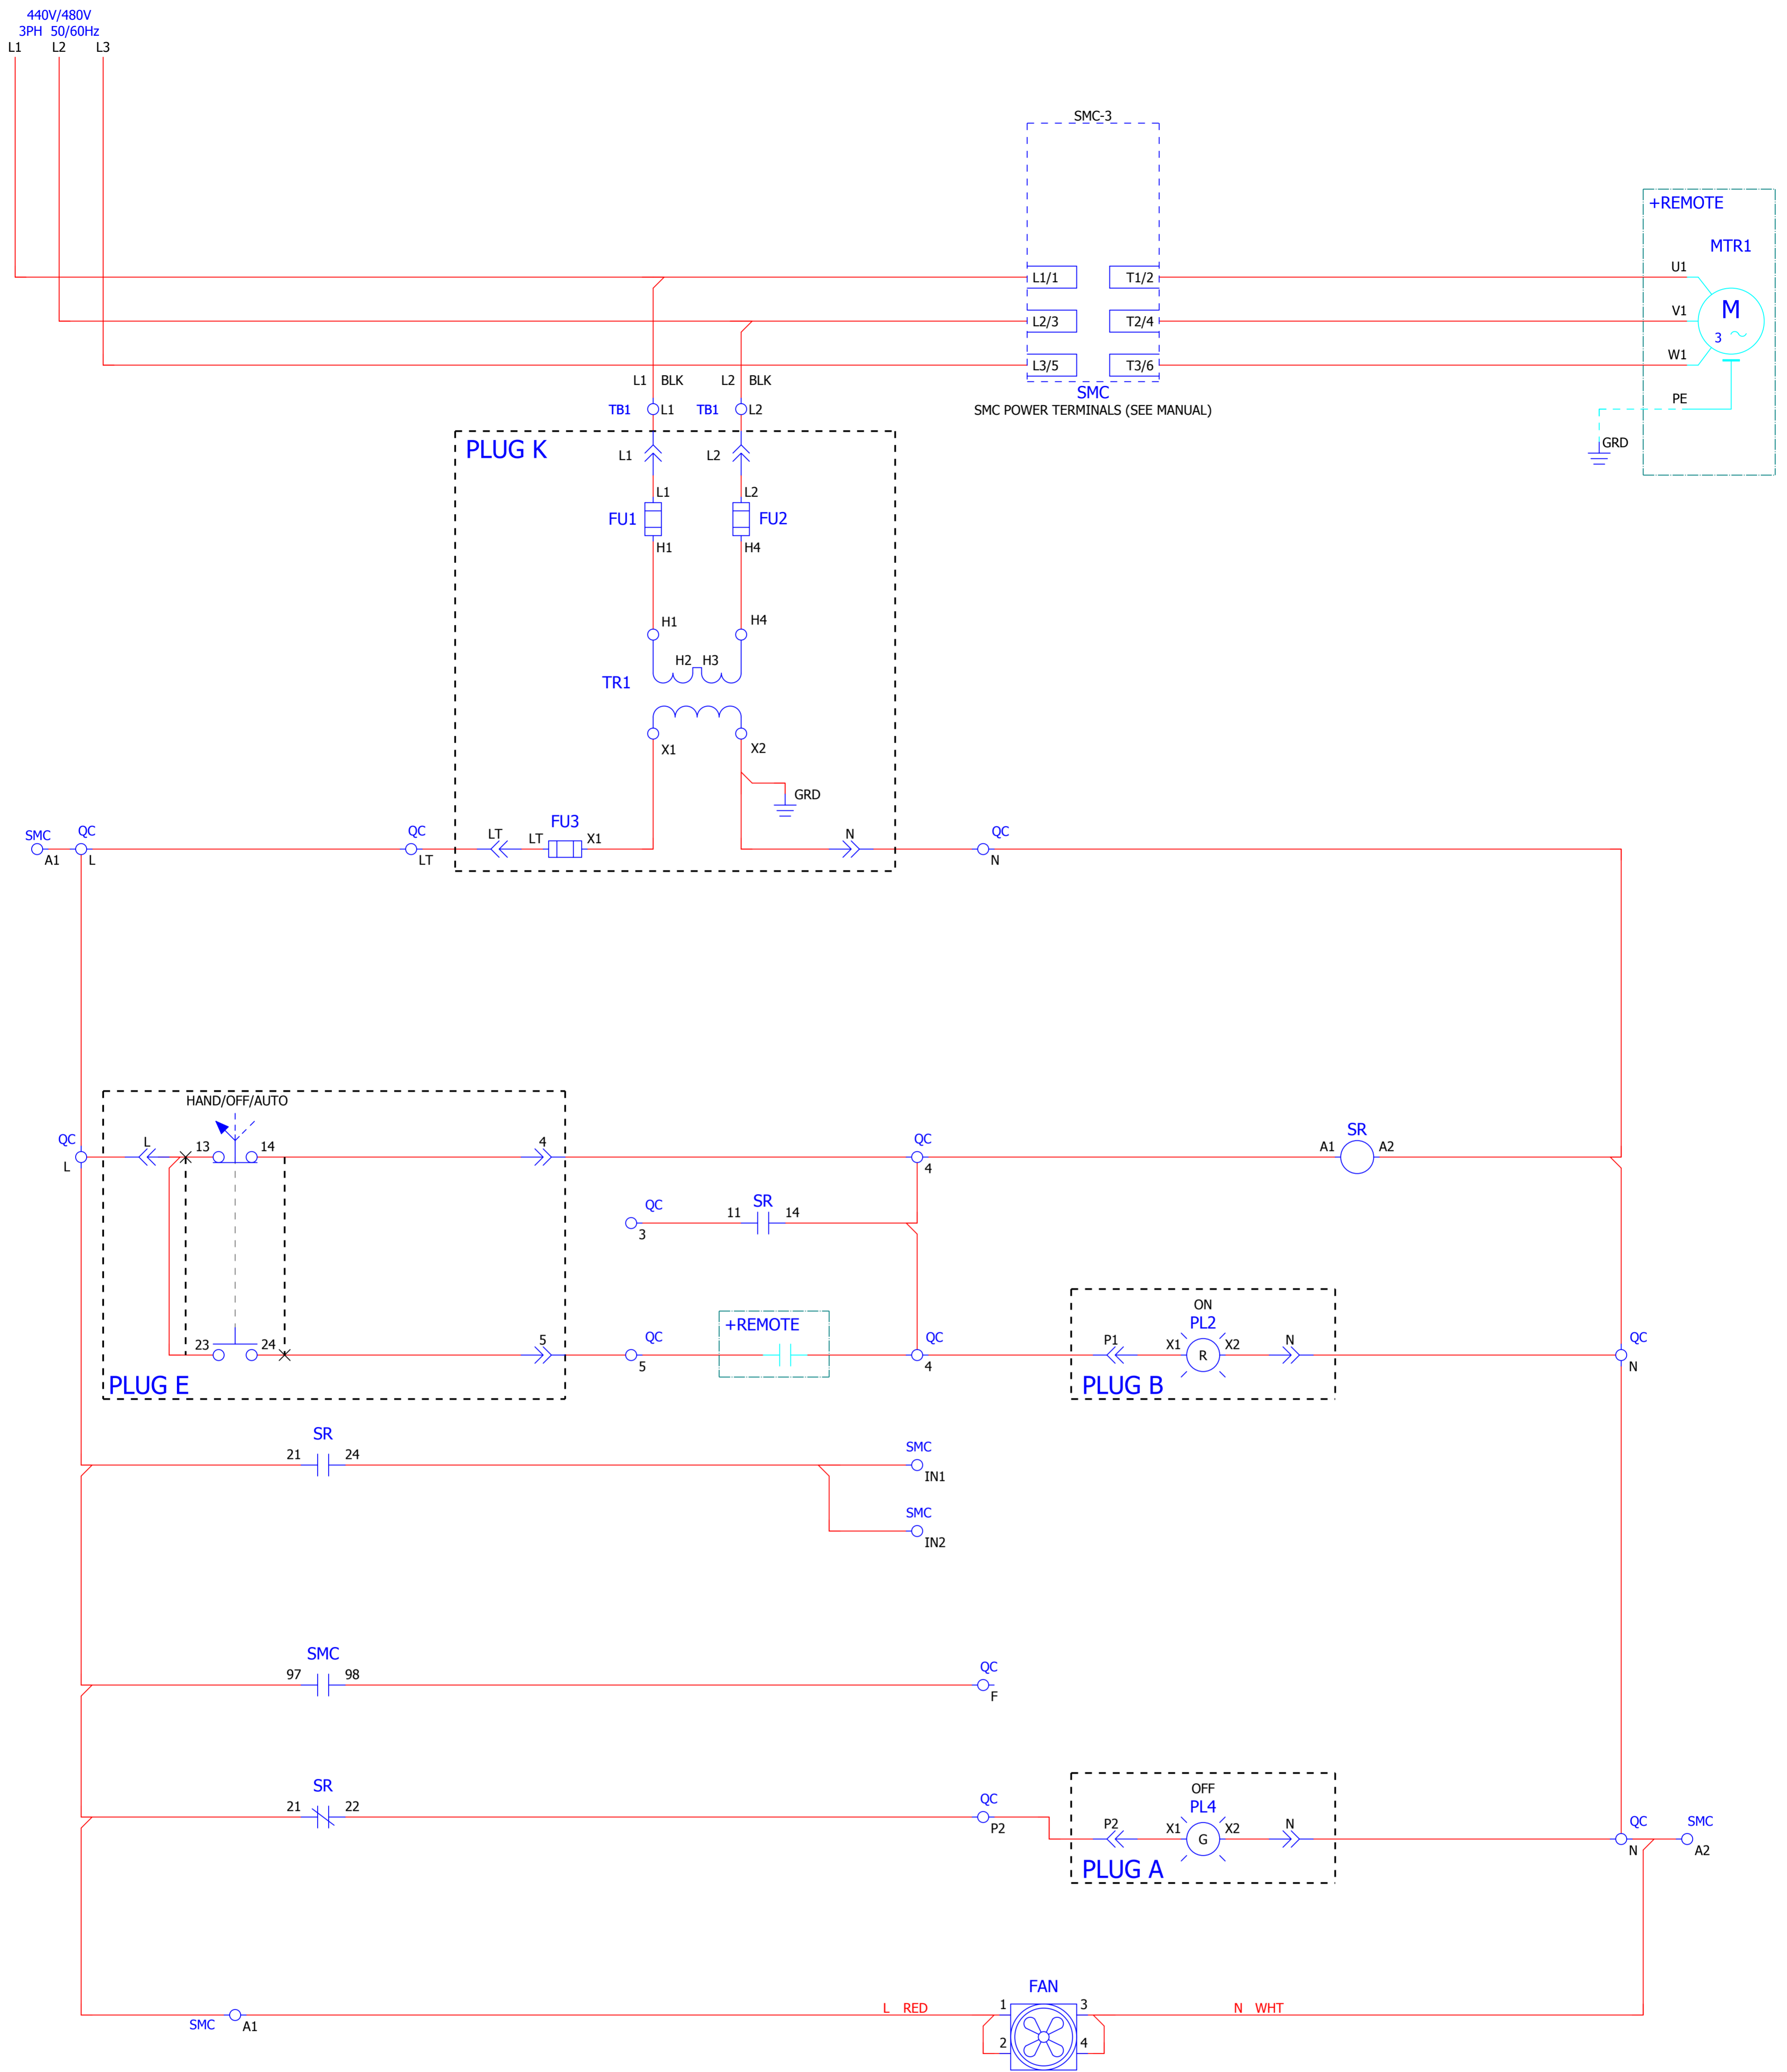 440V/480V
3PH 50/60Hz
L1 L2 L3
SMC-3
+REMOTE
MTR1
L1/1 T1/2 U1
L2/3 T2/4 V1
M
3
L3/5 T3/6 W1
L1 BLK L2 BLK
SMC
SMC POWER TERMINALS (SEE MANUAL)
PE
GRD
TB1 L1 TB1 L2
PLUG K
L1 L2
L1 L2
FU1 FU2
H1 H4
H1 H4
H2 H3
TR1
X1 X2
GRD
FU3
SMC QC QC LT LT X1 N QC
A1 L LT N
HAND/OFF/AUTO
QC L 13 14 4 QC SR
A1 A2
L 4
QC SR
11 14
3
ON
+REMOTE PL2
23 24 5 QC P1 X1 X2 N QC
R
5 4 N
PLUG E PLUG B
SR SMC
21 24
IN1
SMC
IN2
SMC QC
97 98
F
SR OFF
21 22 QC PL4
P2 P2 X1 X2 N QC SMC
G
N A2
PLUG A
FAN
L RED 1 3 N WHT
SMC A1
2 4